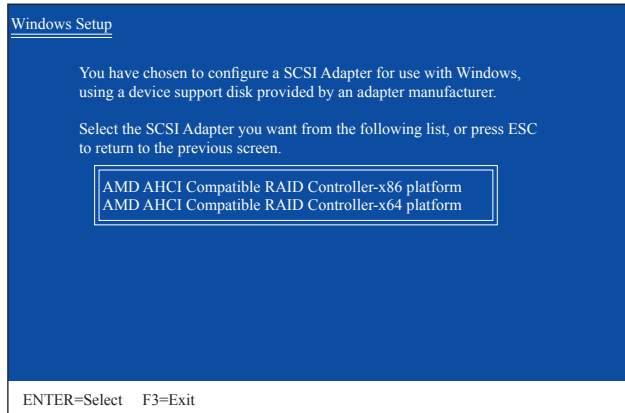 Windows Setup
You have chosen to configure a SCSI Adapter for use with Windows,
using a device support disk provided by an adapter manufacturer.
Select the SCSI Adapter you want from the following list, or press ESC
to return to the previous screen.
AMD AHCI Compatible RAID Controller-x86 platform
AMD AHCI Compatible RAID Controller-x64 platform
ENTER=Select F3=Exit